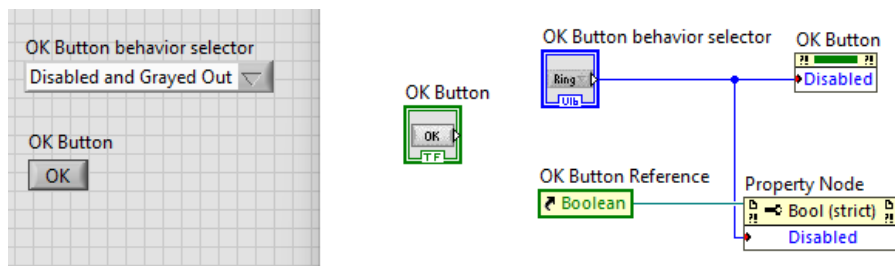 OK Button behavior selector
Disabled and Grayed Out
OK Button
OK
OK Button
OK
TF
OK Button behavior selector
Ring
U16
OK Button
?! ?!
Disabled
OK Button Reference
Boolean
Property Node
?! Bool (strict) ?!
Disabled